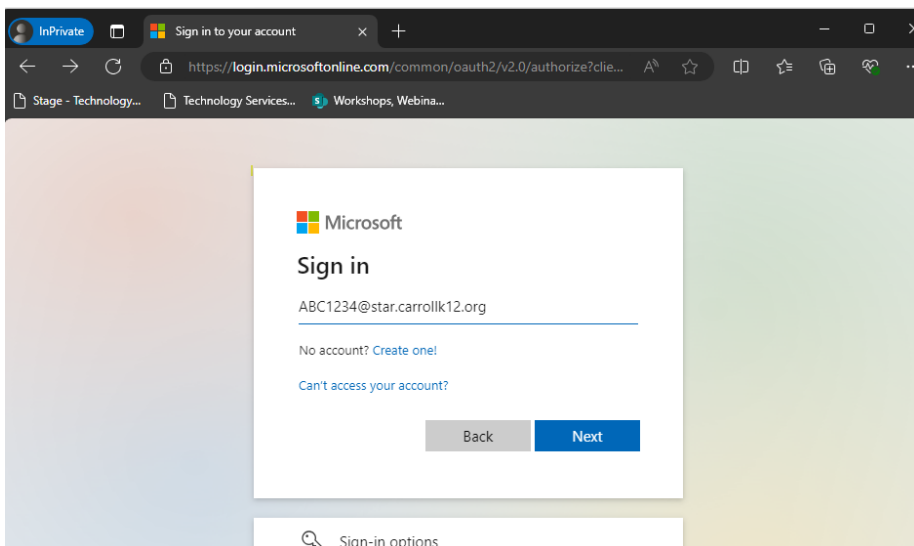 InPrivate Sign in to your account
https://login.microsoftonline.com/common/oauth2/v2.0/authorize?clie...
Stage - Technology... Technology Services... Workshops, Webina...
Microsoft
Sign in
ABC1234@star.carrollk12.org
No account? Create one!
Can't access your account?
Back Next
Sign-in options